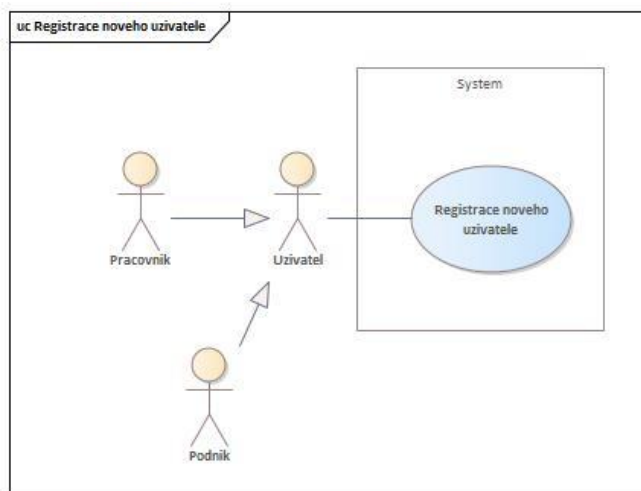 uc Registrace noveho uzivatele
System
Registrace noveho
uzivatele
Pracovnik
Uzivatel
Podnik